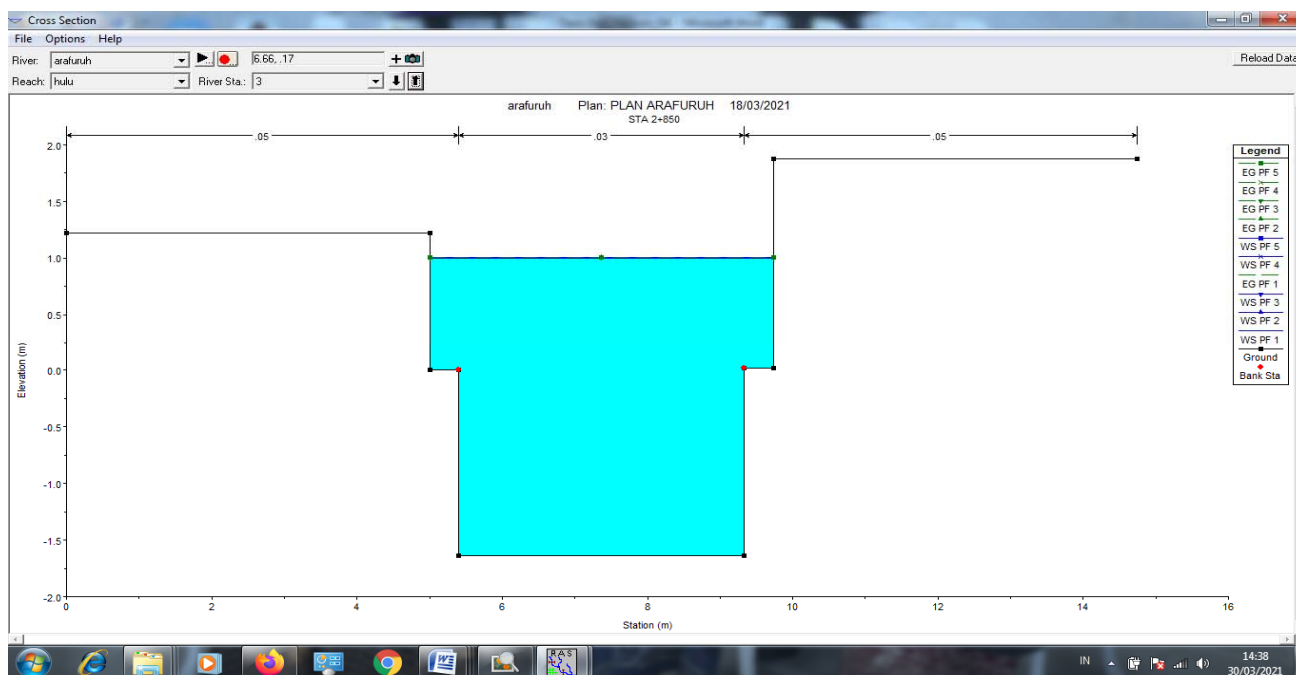 Cross Section
File Options Help
River: arafuruh 6.66, .17 Reload Data
Reach: hulu River Sta.: 3
arafuruh Plan: PLAN ARAFURUH 18/03/2021
STA 2+850
.05 .03 .05
Legend
EG PF 5
EG PF 4
EG PF 3
EG PF 2
WS PF 5
WS PF 4
EG PF 1
WS PF 3
WS PF 2
WS PF 1
Ground
Bank Sta
2.0
1.5
1.0
0.5
0.0
-0.5
-1.0
-1.5
-2.0
Elevation (m)
0 2 4 6 8 10 12 14 16
Station (m)
RAS
IN 14:38
30/03/2021